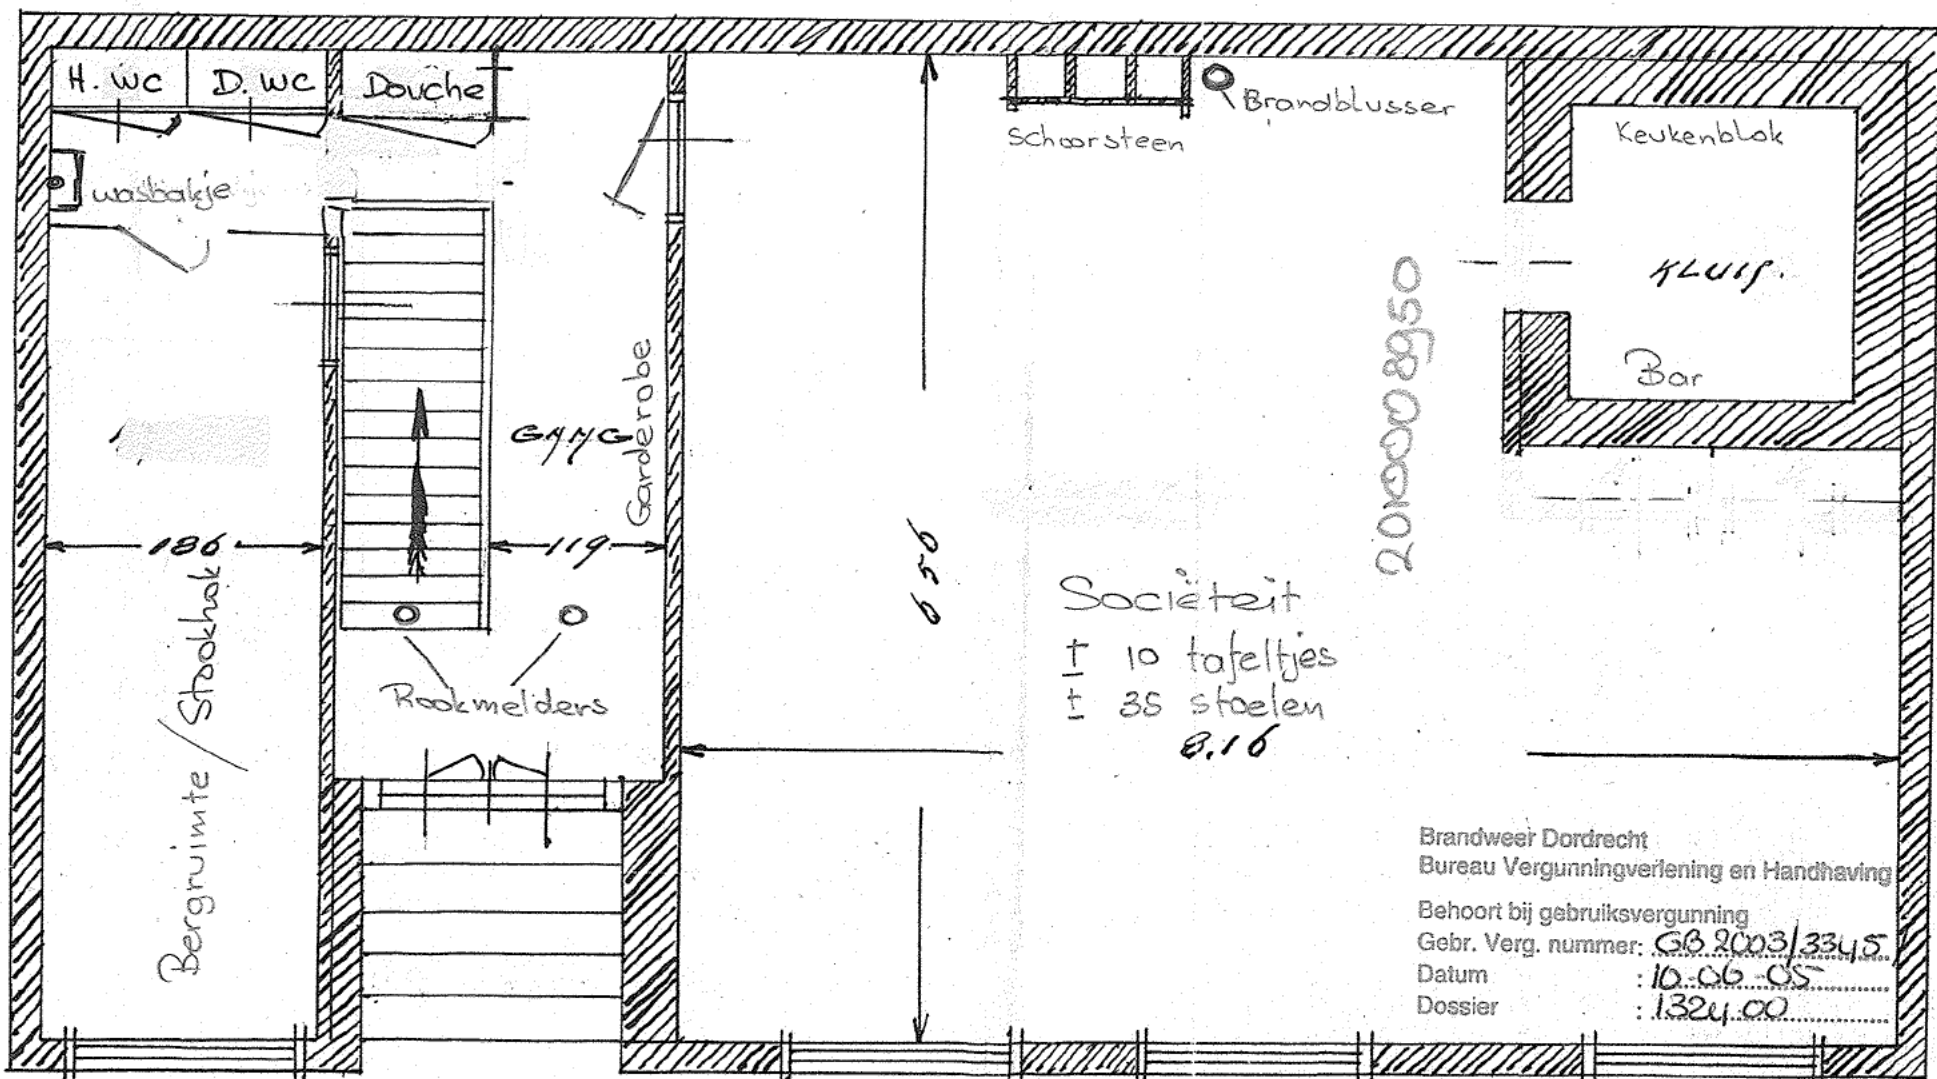 H. WC
D. WC
Douche
Brandblusser
Schoorsteen
Keukenblok
wasbakje
KLUIS.
Bar
2010008950
GANG
Garderobe
186
119
650
Sociëteit
± 10 tafeltjes
± 35 stoelen
8.16
Rookmelders
Bergruimte / Stookhok
Brandweer Dordrecht
Bureau Vergunningverlening en Handhaving
Behoort bij gebruiksvergunning
Gebr. Verg. nummer: GB 2003/3345
Datum : 10-06-05
Dossier : 1324.00